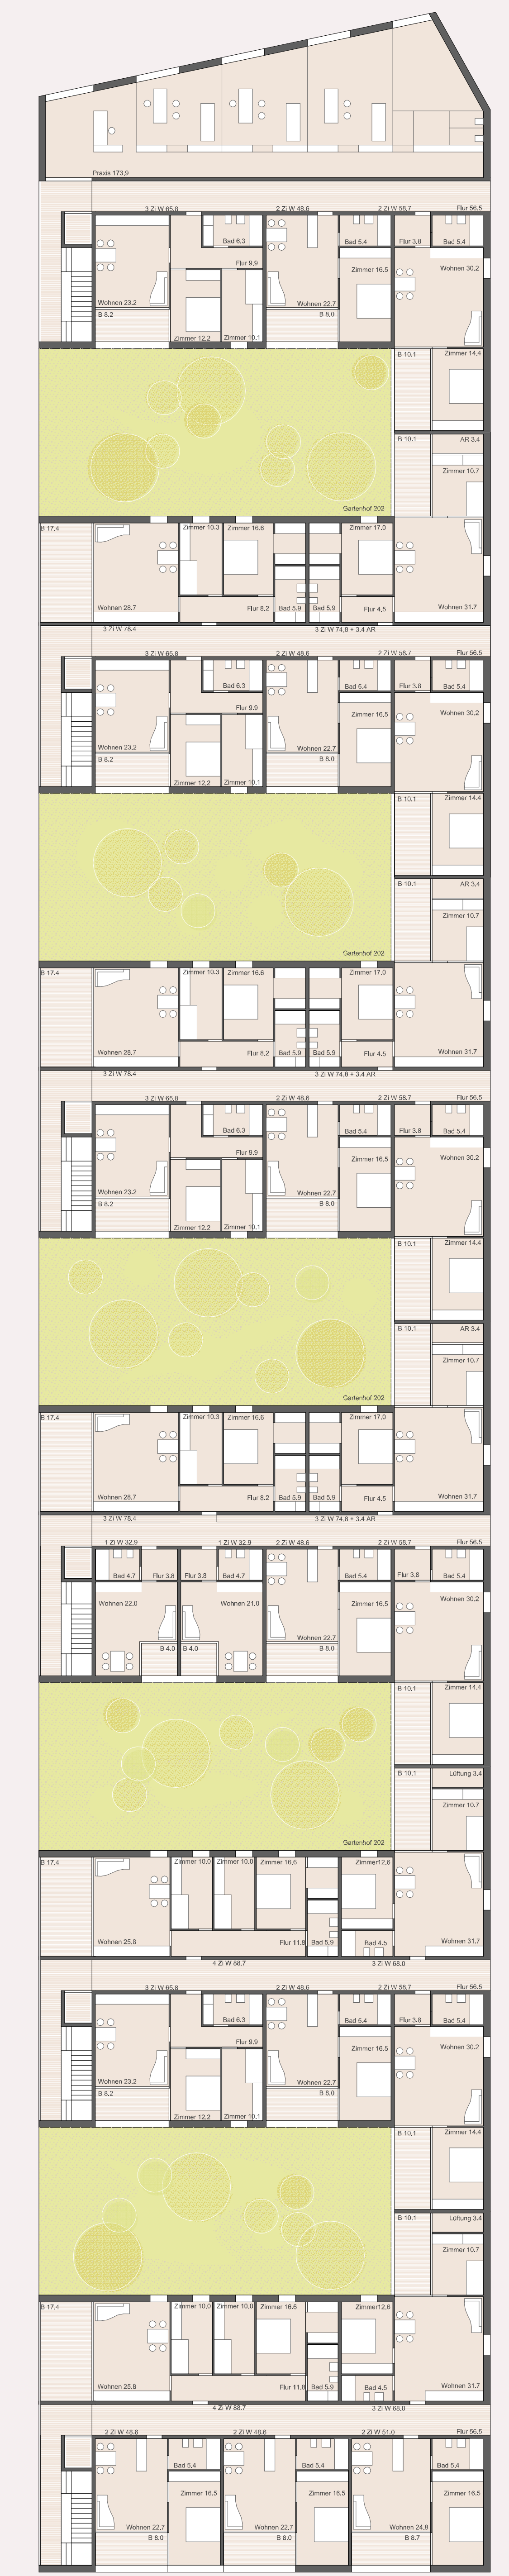 Praxis 173,9
3 Zi W 65,8 2 Zi W 48,6 2 Zi W 58,7 Flur 56,5
Bad 6,3 Bad 5,4 Flur 3,8 Bad 5,4
Flur 9,9 Zimmer 16,5 Wohnen 30,2
Wohnen 23,2 Wohnen 22,7
B 8,2 B 8,0
Zimmer 12,2 Zimmer 10,1
B 10,1 Zimmer 14,4
B 10,1 AR 3,4
Zimmer 10,7
Gartenhof 202
B 17,4 Zimmer 10,3 Zimmer 16,6 Zimmer 17,0
Wohnen 28,7 Flur 8,2 Bad 5,9 Bad 5,9 Flur 4,5 Wohnen 31,7
3 Zi W 78,4 3 Zi W 74,8 + 3,4 AR
3 Zi W 65,8 2 Zi W 48,6 2 Zi W 58,7 Flur 56,5
Bad 6,3 Bad 5,4 Flur 3,8 Bad 5,4
Flur 9,9 Zimmer 16,5 Wohnen 30,2
Wohnen 23,2 Wohnen 22,7
B 8,2 B 8,0
Zimmer 12,2 Zimmer 10,1
B 10,1 Zimmer 14,4
B 10,1 AR 3,4
Zimmer 10,7
Gartenhof 202
B 17,4 Zimmer 10,3 Zimmer 16,6 Zimmer 17,0
Wohnen 28,7 Flur 8,2 Bad 5,9 Bad 5,9 Flur 4,5 Wohnen 31,7
3 Zi W 78,4 3 Zi W 74,8 + 3,4 AR
3 Zi W 65,8 2 Zi W 48,6 2 Zi W 58,7 Flur 56,5
Bad 6,3 Bad 5,4 Flur 3,8 Bad 5,4
Flur 9,9 Zimmer 16,5 Wohnen 30,2
Wohnen 23,2 Wohnen 22,7
B 8,2 B 8,0
Zimmer 12,2 Zimmer 10,1
B 10,1 Zimmer 14,4
B 10,1 AR 3,4
Zimmer 10,7
Gartenhof 202
B 17,4 Zimmer 10,3 Zimmer 16,6 Zimmer 17,0
Wohnen 28,7 Flur 8,2 Bad 5,9 Bad 5,9 Flur 4,5 Wohnen 31,7
3 Zi W 78,4 3 Zi W 74,8 + 3,4 AR
1 Zi W 32,9 1 Zi W 32,9 2 Zi W 48,6 2 Zi W 58,7 Flur 56,5
Bad 4,7 Flur 3,8 Flur 3,8 Bad 4,7 Bad 5,4 Flur 3,8 Bad 5,4
Wohnen 22,0 Wohnen 21,0 Zimmer 16,5 Wohnen 30,2
Wohnen 22,7
B 4,0 B 4,0 B 8,0
B 10,1 Zimmer 14,4
B 10,1 Lüftung 3,4
Zimmer 10,7
Gartenhof 202
B 17,4 Zimmer 10,0 Zimmer 10,0 Zimmer 16,6 Zimmer12,6
Wohnen 25,8 Flur 11,8 Bad 5,9 Bad 4,5 Wohnen 31,7
4 Zi W 88,7 3 Zi W 68,0
3 Zi W 65,8 2 Zi W 48,6 2 Zi W 58,7 Flur 56,5
Bad 6,3 Bad 5,4 Flur 3,8 Bad 5,4
Flur 9,9 Zimmer 16,5 Wohnen 30,2
Wohnen 23,2 Wohnen 22,7
B 8,2 B 8,0
Zimmer 12,2 Zimmer 10,1
B 10,1 Zimmer 14,4
B 10,1 Lüftung 3,4
Zimmer 10,7
Gartenhof 202
B 17,4 Zimmer 10,0 Zimmer 10,0 Zimmer 16,6 Zimmer12,6
Wohnen 25,8 Flur 11,8 Bad 5,9 Bad 4,5 Wohnen 31,7
4 Zi W 88,7 3 Zi W 68,0
2 Zi W 48,6 2 Zi W 48,6 2 Zi W 51,0 Flur 56,5
Bad 5,4 Bad 5,4 Bad 5,4
Zimmer 16,5 Zimmer 16,5 Zimmer 16,5
Wohnen 22,7 Wohnen 22,7 Wohnen 24,8
B 8,0 B 8,0 B 8,7